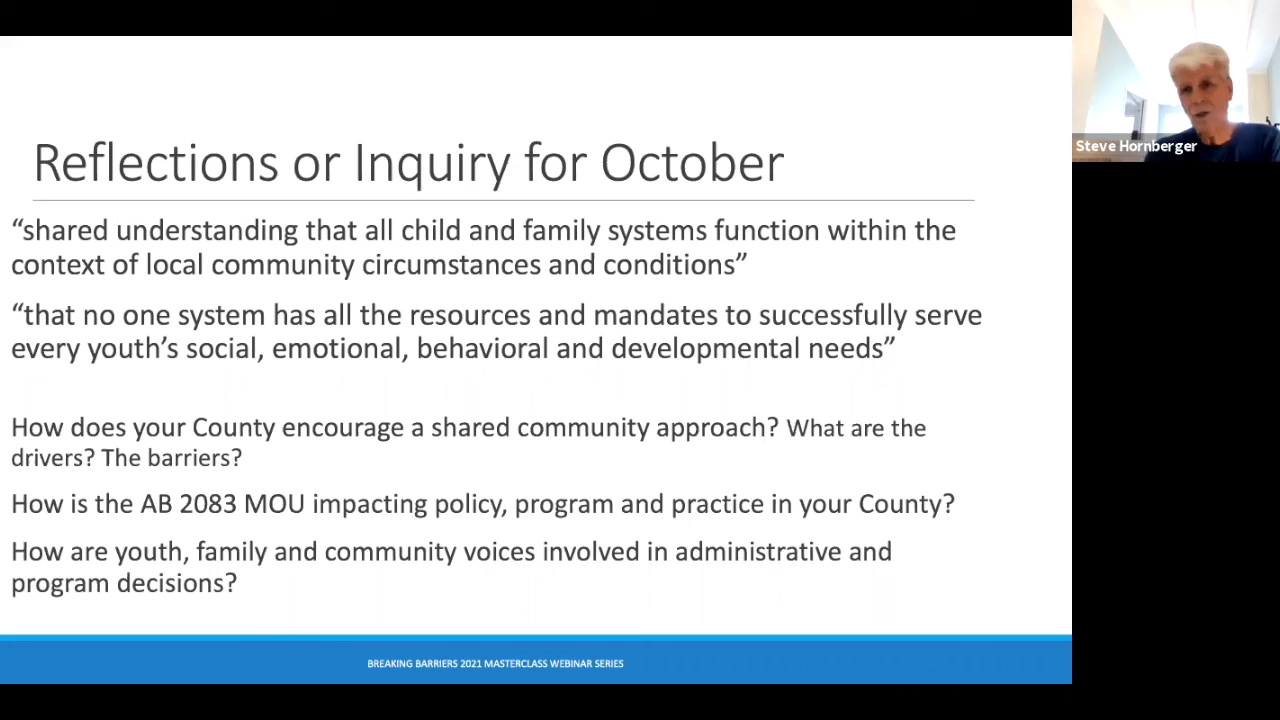 Reflections or Inquiry for October
“shared understanding that all child and family systems function within the
context of local community circumstances and conditions”
“that no one system has all the resources and mandates to successfully serve
every youth’s social, emotional, behavioral and developmental needs”
How does your County encourage a shared community approach? What are the
drivers? The barriers?
How is the AB 2083 MOU impacting policy, program and practice in your County?
How are youth, family and community voices involved in administrative and
program decisions?
BREAKING BARRIERS 2021 MASTERCLASS WEBINAR SERIES
Steve Hornberger